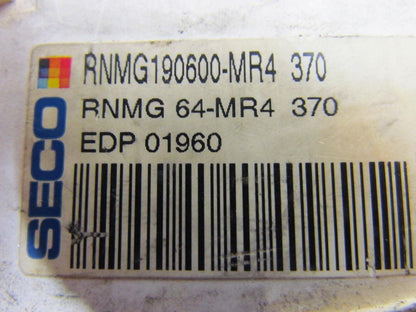 SECO
RNMG190600-MR4 370
RNMG 64-MR4 370
EDP 01960